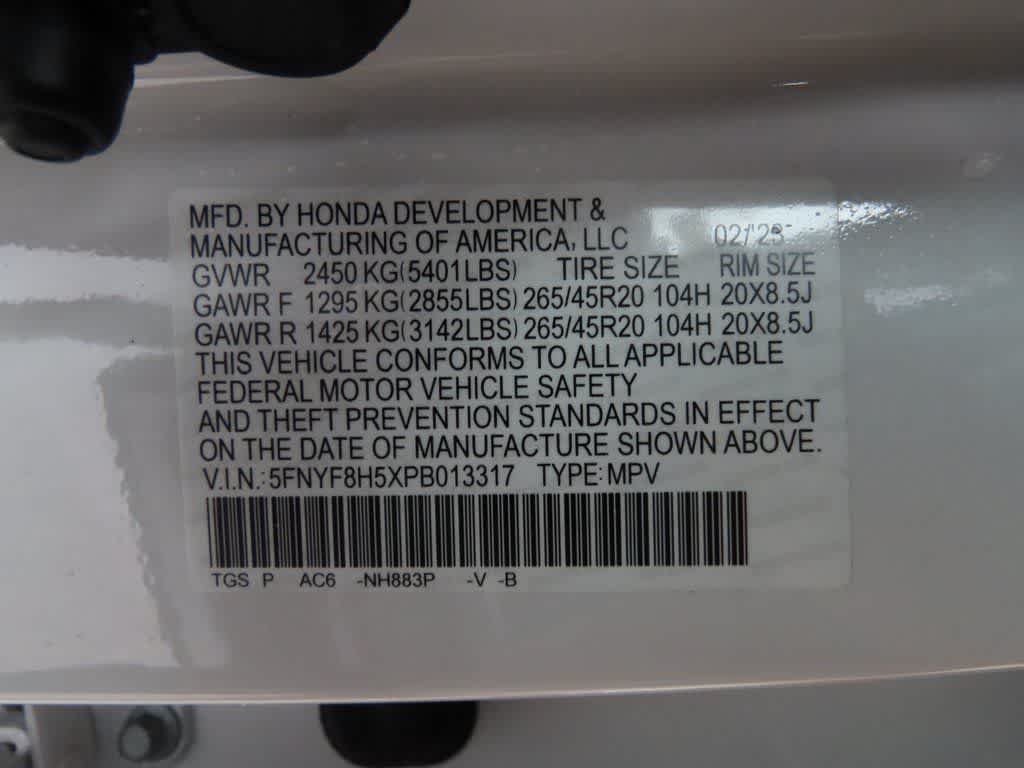 MFD. BY HONDA DEVELOPMENT &
MANUFACTURING OF AMERICA, LLC 02/'23
GVWR 2450 KG(5401LBS) TIRE SIZE RIM SIZE
GAWR F 1295 KG(2855LBS) 265/45R20 104H 20X8.5J
GAWR R 1425 KG(3142LBS) 265/45R20 104H 20X8.5J
THIS VEHICLE CONFORMS TO ALL APPLICABLE
FEDERAL MOTOR VEHICLE SAFETY
AND THEFT PREVENTION STANDARDS IN EFFECT
ON THE DATE OF MANUFACTURE SHOWN ABOVE.
V.I.N.: 5FNYF8H5XPB013317 TYPE: MPV
TGS P AC6 -NH883P -V -B